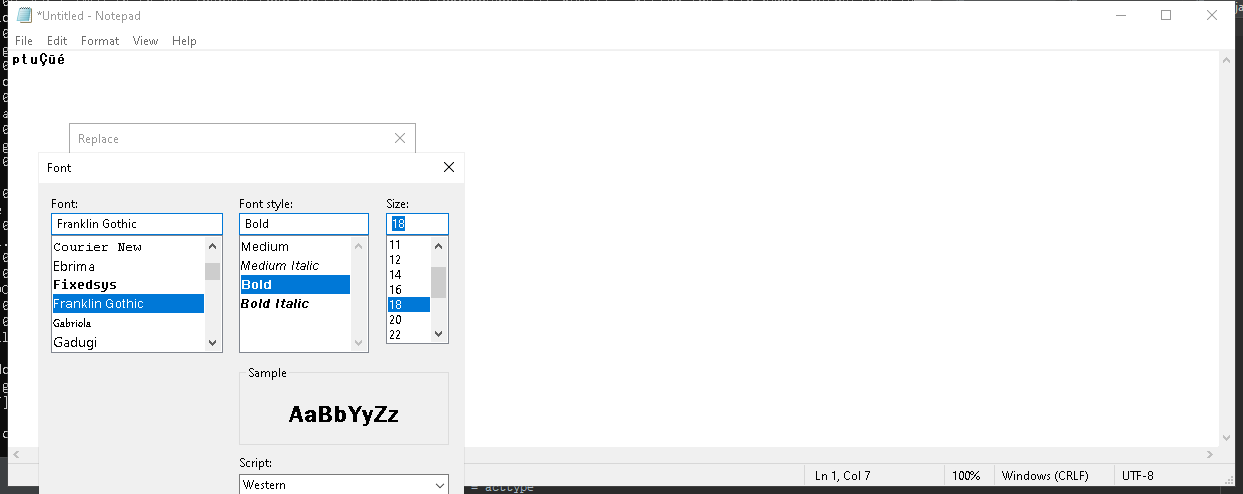 *Untitled - Notepad
File Edit Format View Help
ptuÇūé
Replace
Font
Font: Font style: Size:
Franklin Gothic Bold 18
Courier New Medium 11
Ebrima Medium Italic 12
Fixedsys Bold 14
Franklin Gothic Bold Italic 16
Gabriola 18
Gadugi 20
22
Sample
AaBbYyZz
Script:
Western
Ln 1, Col 7 100% Windows (CRLF) UTF-8
= acctype